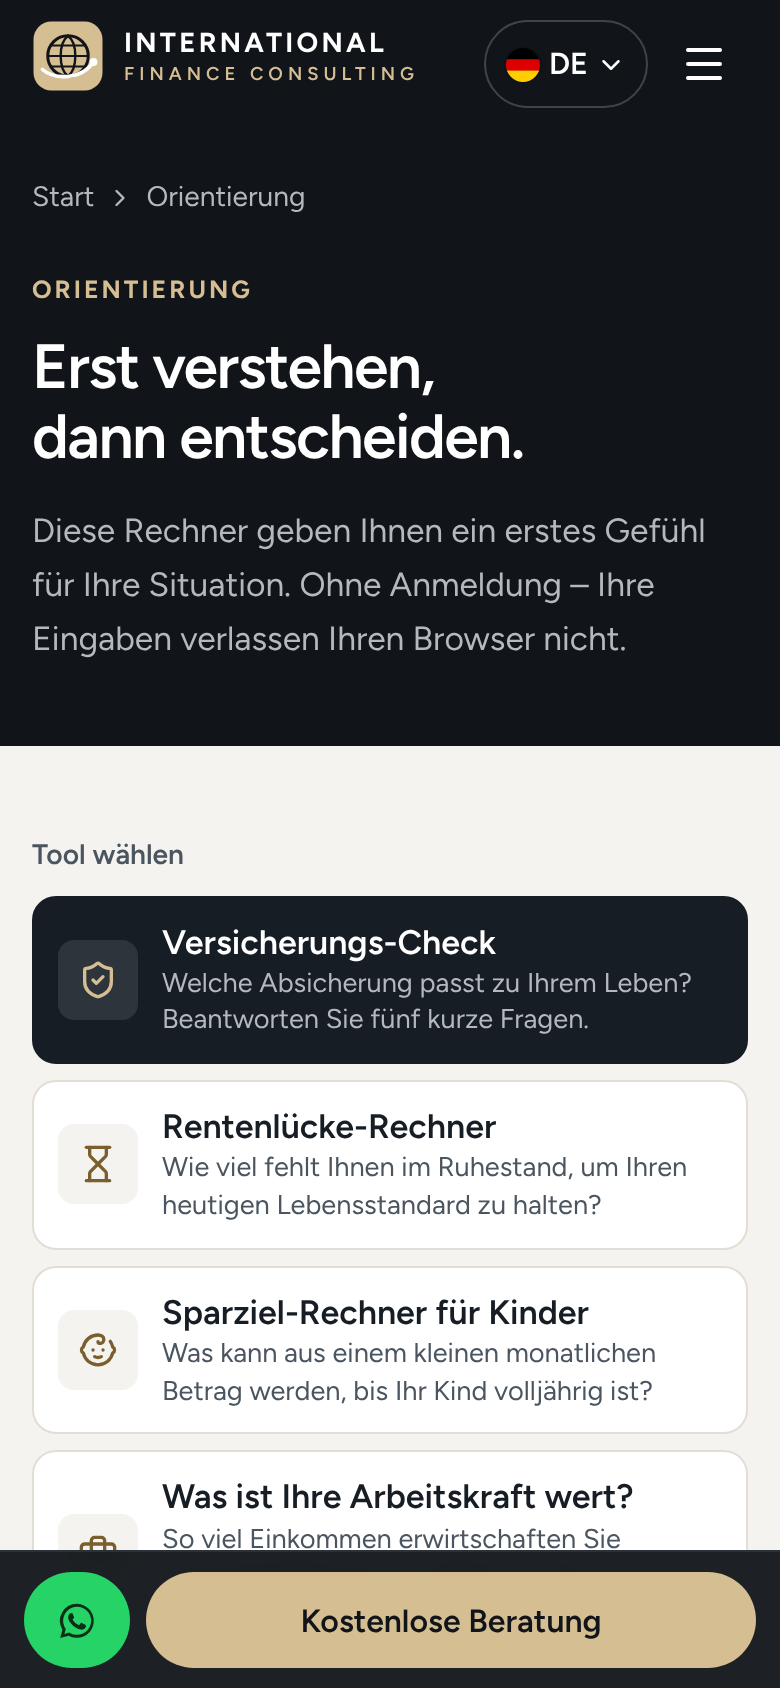 INTERNATIONAL
FINANCE CONSULTING
DE
Start
Orientierung
ORIENTIERUNG
Erst verstehen,
dann entscheiden.
Diese Rechner geben Ihnen ein erstes Gefühl
für Ihre Situation. Ohne Anmeldung – Ihre
Eingaben verlassen Ihren Browser nicht.
Tool wählen
Versicherungs-Check
Welche Absicherung passt zu Ihrem Leben?
Beantworten Sie fünf kurze Fragen.
Rentenlücke-Rechner
Wie viel fehlt Ihnen im Ruhestand, um Ihren
heutigen Lebensstandard zu halten?
Sparziel-Rechner für Kinder
Was kann aus einem kleinen monatlichen
Betrag werden, bis Ihr Kind volljährig ist?
Was ist Ihre Arbeitskraft wert?
So viel Einkommen erwirtschaften Sie
Kostenlose Beratung